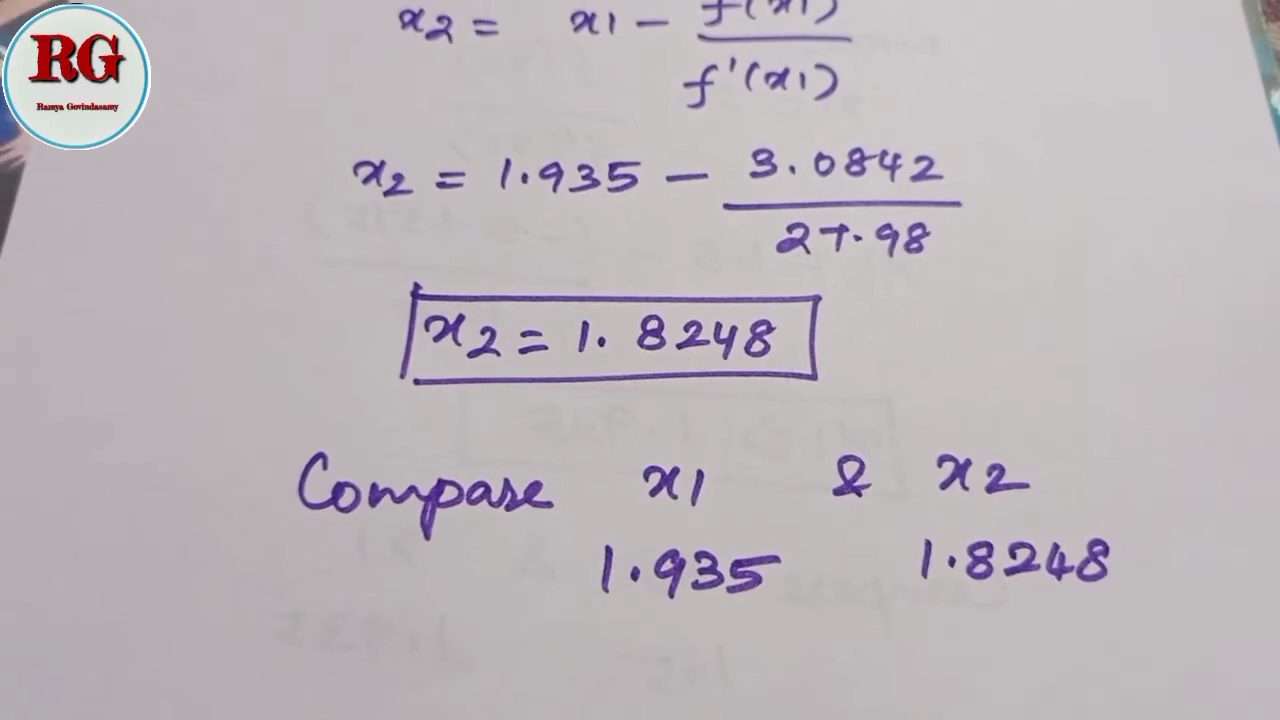 RG
Ramya Govindasamy
x2 = x1 - f(x1) / f'(x1)
x2 = 1.935 - 3.0842 / 27.98
x2 = 1.8248
Compare x1 & x2
1.935 1.8248